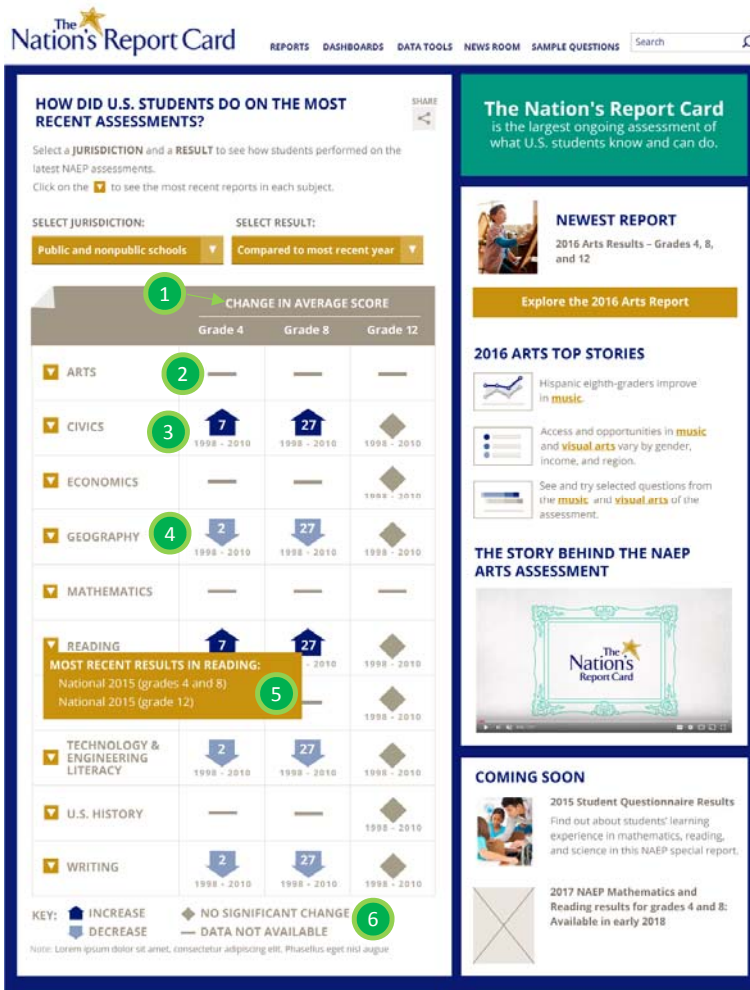 The
Nation's Report Card
REPORTS DASHBOARDS DATA TOOLS NEWS ROOM SAMPLE QUESTIONS Search
HOW DID U.S. STUDENTS DO ON THE MOST
RECENT ASSESSMENTS?
SHARE
Select a JURISDICTION and a RESULT to see how students performed on the
latest NAEP assessments.
Click on the to see the most recent reports in each subject.
SELECT JURISDICTION: SELECT RESULT:
Public and nonpublic schools Compared to most recent year
1 CHANGE IN AVERAGE SCORE
Grade 4 Grade 8 Grade 12
ARTS 2
CIVICS 3 7 27
1998 - 2010 1998 - 2010 1998 - 2010
ECONOMICS
1998 - 2010
GEOGRAPHY 4 2 27
1998 - 2010 1998 - 2010 1998 - 2010
MATHEMATICS
READING 7 27
MOST RECENT RESULTS IN READING:
- 2010 1998 - 2010
National 2015 (grades 4 and 8)
National 2015 (grade 12)
5
1998 - 2010
TECHNOLOGY &
ENGINEERING
LITERACY
2 27
1998 - 2010 1998 - 2010 1998 - 2010
U.S. HISTORY
1998 - 2010
WRITING 2 27
1998 - 2010 1998 - 2010 1998 - 2010
KEY: INCREASE NO SIGNIFICANT CHANGE 6
DECREASE DATA NOT AVAILABLE
Note: Lorem ipsum dolor sit amet, consectetur adipiscing elit. Phasellus eget nisl augue
The Nation's Report Card
is the largest ongoing assessment of
what U.S. students know and can do.
NEWEST REPORT
2016 Arts Results – Grades 4, 8,
and 12
Explore the 2016 Arts Report
2016 ARTS TOP STORIES
Hispanic eighth-graders improve
in music.
Access and opportunities in music
and visual arts vary by gender,
income, and region.
See and try selected questions from
the music and visual arts of the
assessment.
THE STORY BEHIND THE NAEP
ARTS ASSESSMENT
The
Nation's
Report Card
COMING SOON
2015 Student Questionnaire Results
Find out about students' learning
experience in mathematics, reading,
and science in this NAEP special report.
2017 NAEP Mathematics and
Reading results for grades 4 and 8:
Available in early 2018